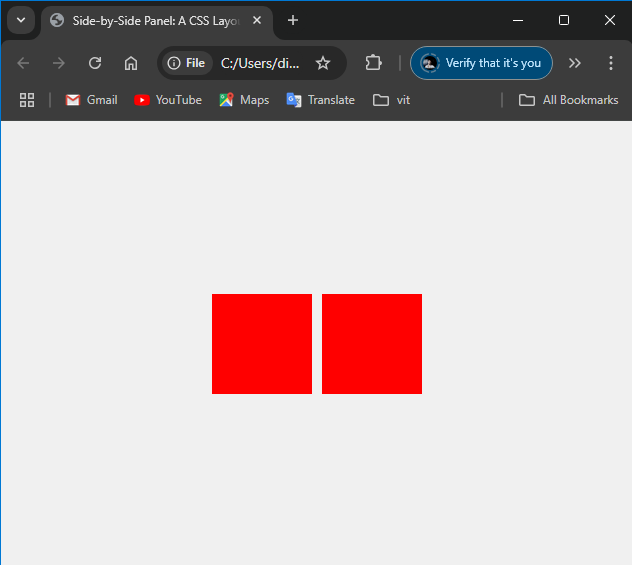 Side-by-Side Panel: A CSS Layou
File
C:/Users/di...
Verify that it's you
Gmail
YouTube
Maps
Translate
vit
All Bookmarks